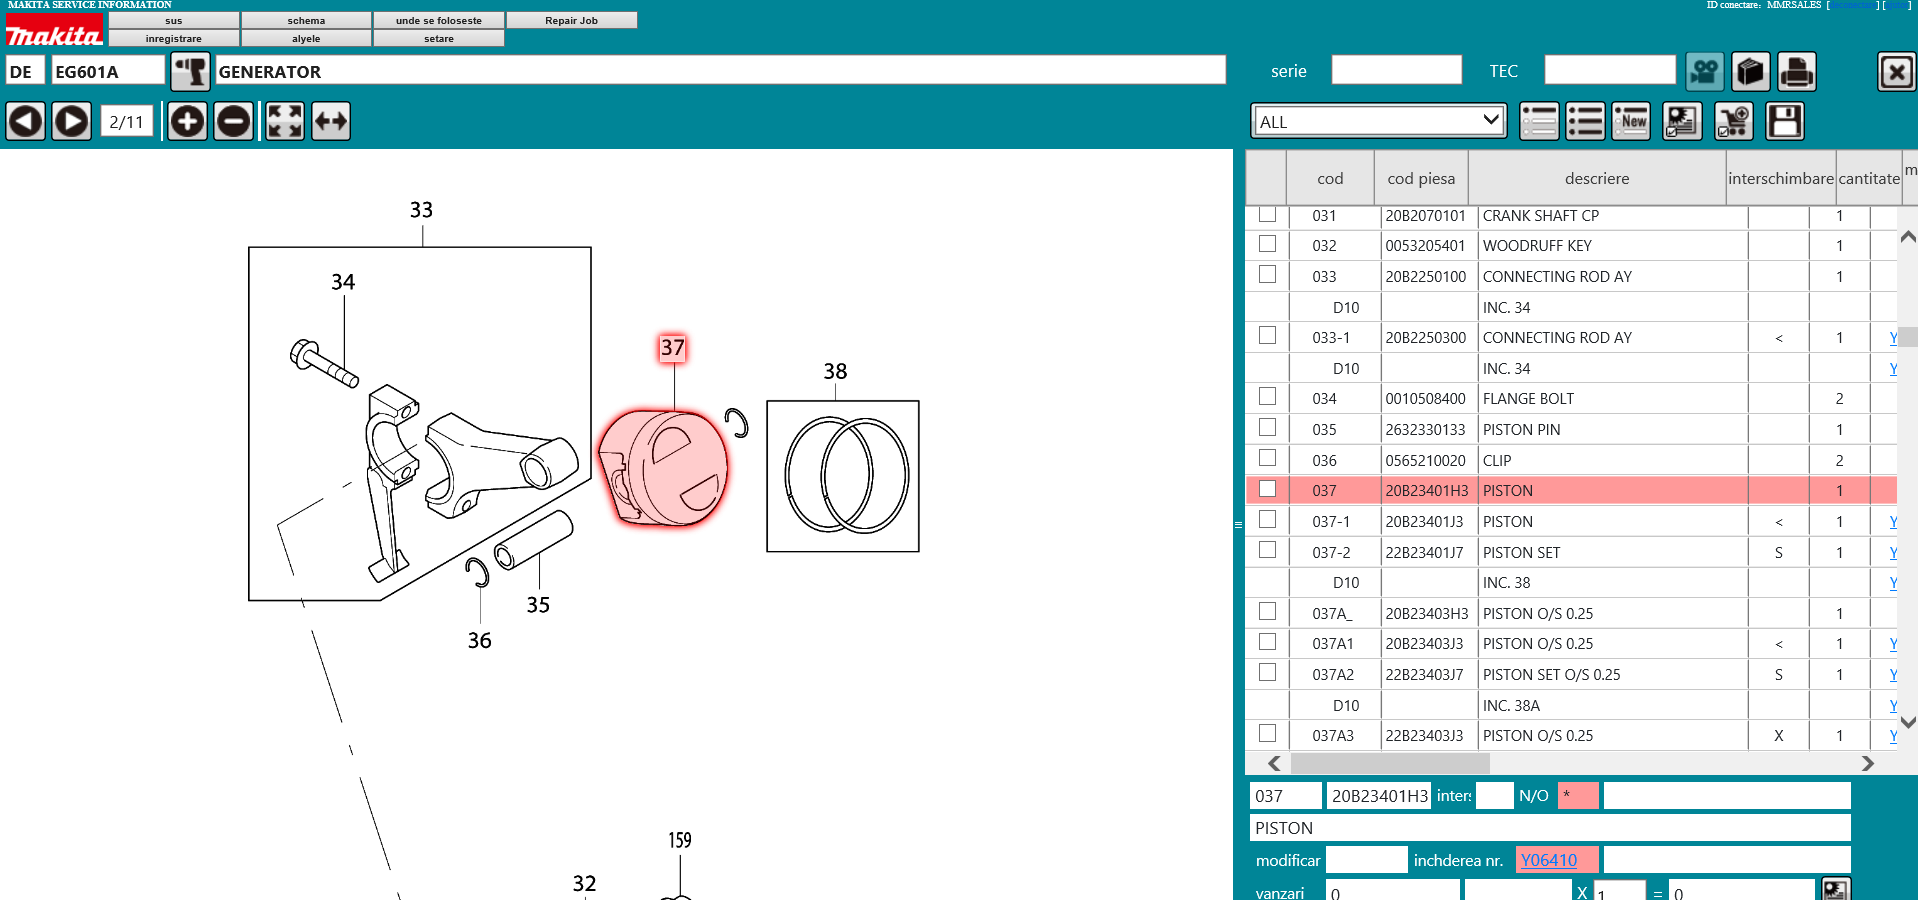 MAKITA SERVICE INFORMATION
ID conectare: MMRSALES [ ] [ ]
makita
sus
schema
unde se foloseste
Repair Job
inregistrare
alyele
setare
DE EG601A GENERATOR serie TEC
2/11 ALL New
cod cod piesa descriere interschimbare cantitate m
031 20B2070101 CRANK SHAFT CP 1
032 0053205401 WOODRUFF KEY 1
033 20B2250100 CONNECTING ROD AY 1
D10 INC. 34
033-1 20B2250300 CONNECTING ROD AY < 1 Y
D10 INC. 34 Y
034 0010508400 FLANGE BOLT 2
035 2632330133 PISTON PIN 1
036 0565210020 CLIP 2
037 20B23401H3 PISTON 1
037-1 20B23401J3 PISTON < 1 Y
037-2 22B23401J7 PISTON SET S 1 Y
D10 INC. 38 Y
037A_ 20B23403H3 PISTON O/S 0.25 1
037A1 20B23403J3 PISTON O/S 0.25 < 1 Y
037A2 22B23403J7 PISTON SET O/S 0.25 S 1 Y
D10 INC. 38A Y
037A3 22B23403J3 PISTON O/S 0.25 X 1 Y
037 20B23401H3 inter: N/O *
PISTON
modificar inchderea nr. Y06410
vanzari 0 X 1 = 0
33
34
37
38
35
36
159
32